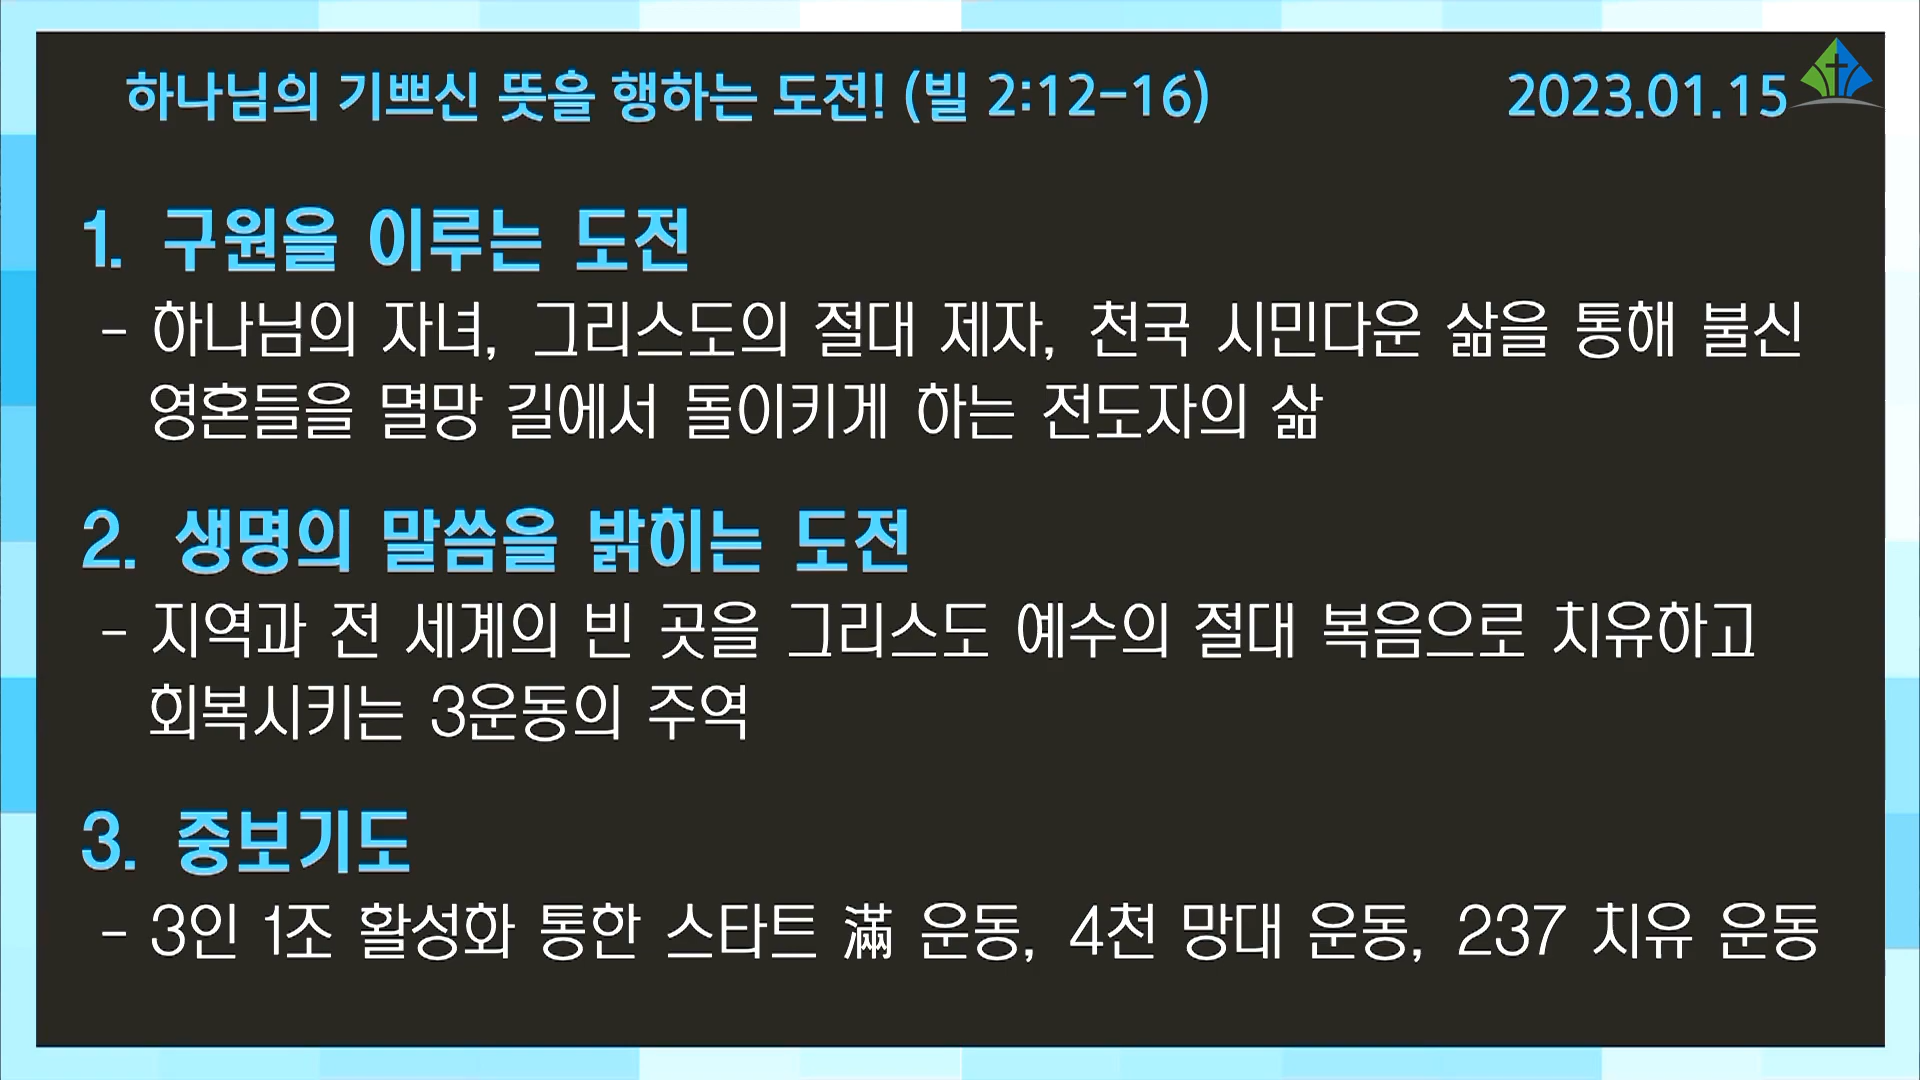 하나님의 기쁘신 뜻을 행하는 도전! (빌 2:12-16) 2023.01.15
1. 구원을 이루는 도전
- 하나님의 자녀, 그리스도의 절대 제자, 천국 시민다운 삶을 통해 불신
영혼들을 멸망 길에서 돌이키게 하는 전도자의 삶
2. 생명의 말씀을 밝히는 도전
- 지역과 전 세계의 빈 곳을 그리스도 예수의 절대 복음으로 치유하고
회복시키는 3운동의 주역
3. 중보기도
- 3인 1조 활성화 통한 스타트 滿 운동, 4천 망대 운동, 237 치유 운동